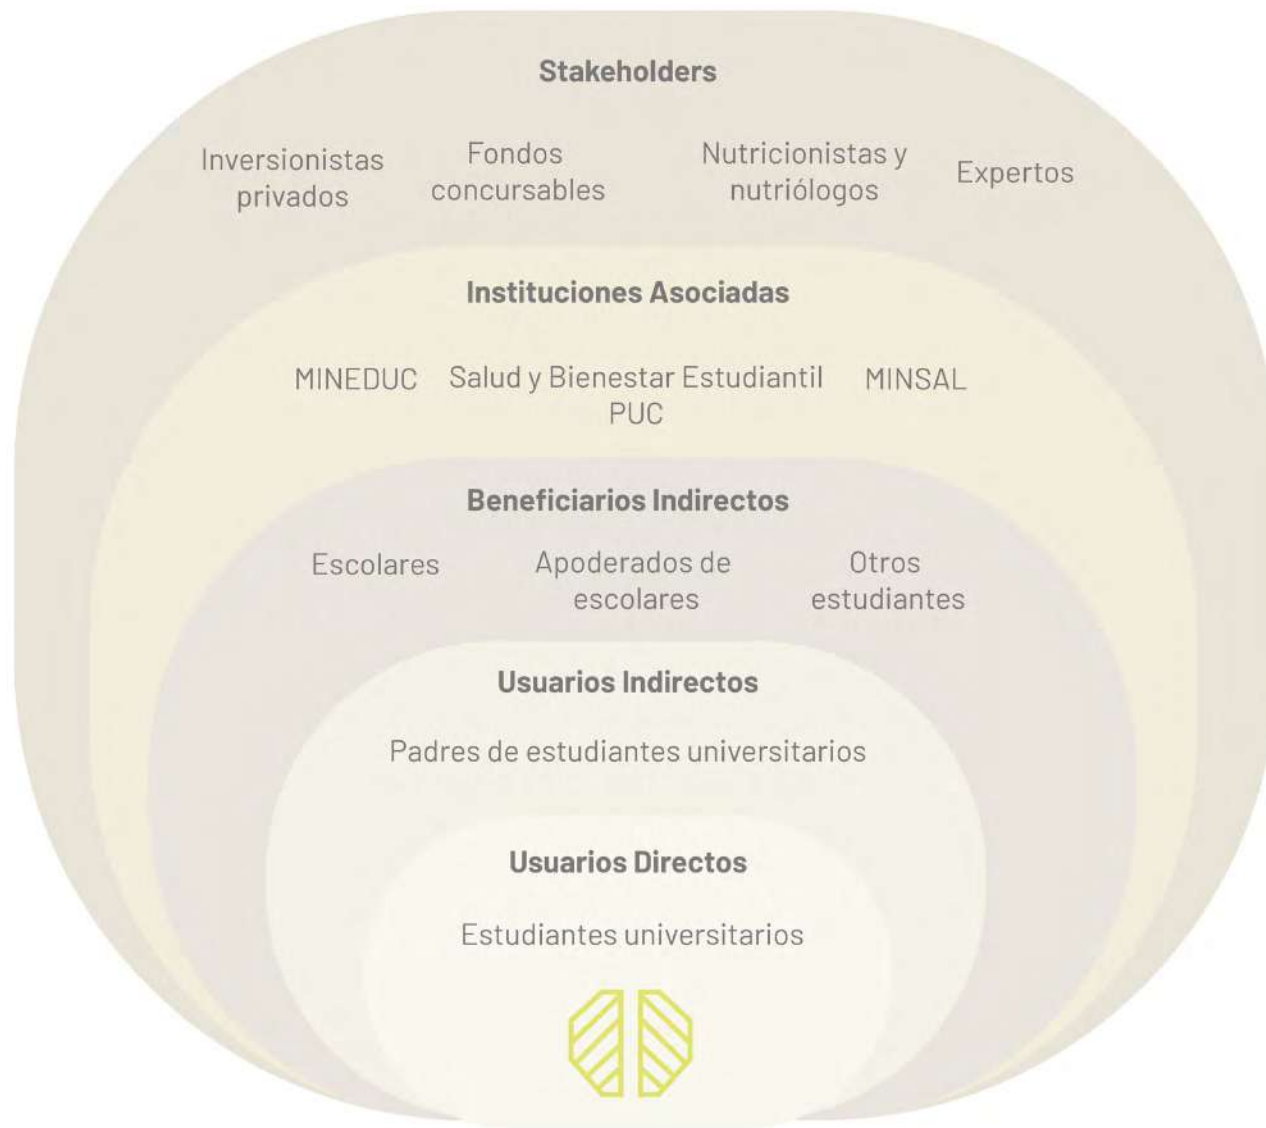 Stakeholders
Inversionistas
privados
Fondos
concursables
Nutricionistas y
nutriólogos
Expertos
Instituciones Asociadas
MINEDUC
Salud y Bienestar Estudiantil
PUC
MINSAL
Beneficiarios Indirectos
Escolares
Apoderados de
escolares
Otros
estudiantes
Usuarios Indirectos
Padres de estudiantes universitarios
Usuarios Directos
Estudiantes universitarios